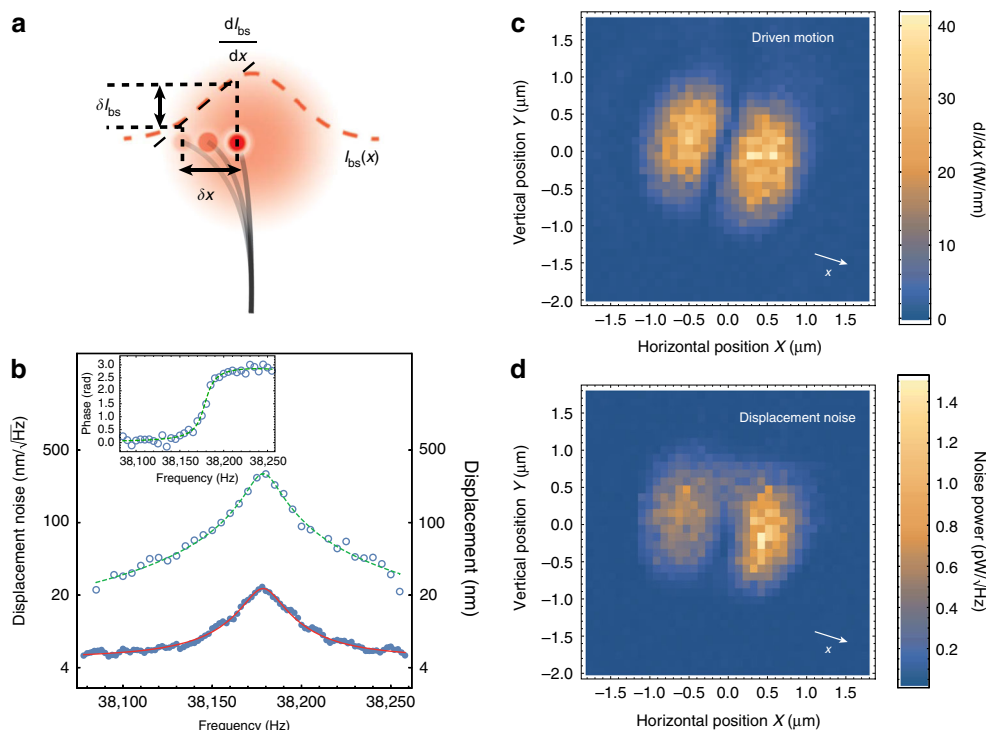 a
dI_bs
dx
δI_bs
I_bs(x)
δx
b
Displacement noise (nm/√Hz)
500
100
20
4
Phase (rad)
3.0
2.5
2.0
1.5
1.0
0.5
0.0
38,100 38,150 38,200 38,250
Frequency (Hz)
500
100
20
4
Displacement (nm)
38,100 38,150 38,200 38,250
Frequency (Hz)
c
Driven motion
Vertical position Y (μm)
1.5
1.0
0.5
0.0
−0.5
−1.0
−1.5
−2.0
x
−1.5 −1.0 −0.5 0.0 0.5 1.0 1.5
Horizontal position X (μm)
40
30
20
10
0
dI/dx (fW/nm)
d
Displacement noise
Vertical position Y (μm)
1.5
1.0
0.5
0.0
−0.5
−1.0
−1.5
−2.0
x
−1.5 −1.0 −0.5 0.0 0.5 1.0 1.5
Horizontal position X (μm)
1.4
1.2
1.0
0.8
0.6
0.4
0.2
Noise power (pW/√Hz)